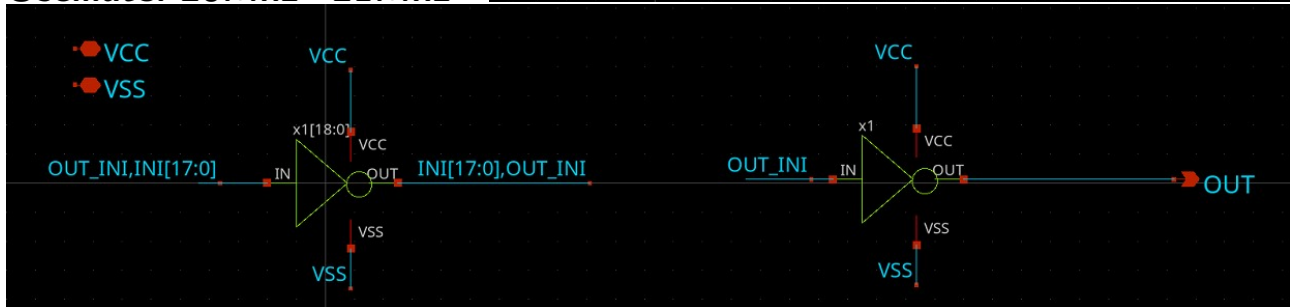 VCC
VSS
VCC
x1[18:0]
VCC
OUT_INI,INI[17:0]
IN
OUT
INI[17:0],OUT_INI
VSS
VSS
VCC
x1
VCC
OUT_INI
IN
OUT
OUT
VSS
VSS